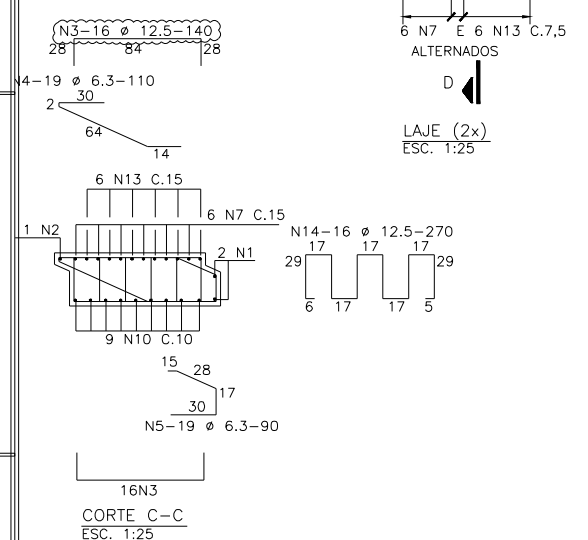 N3-16 ø 12.5-140
28 84 28
6 N7 E 6 N13 C.7,5
ALTERNADOS
D
LAJE (2x)
ESC. 1:25
N4-19 ø 6.3-110
30
2
64
14
6 N13 C.15
6 N7 C.15
1 N2
2 N1
9 N10 C.10
N14-16 ø 12.5-270
17 17 17
29 29
6 17 17 5
15
28
17
30
N5-19 ø 6.3-90
16N3
CORTE C-C
ESC. 1:25